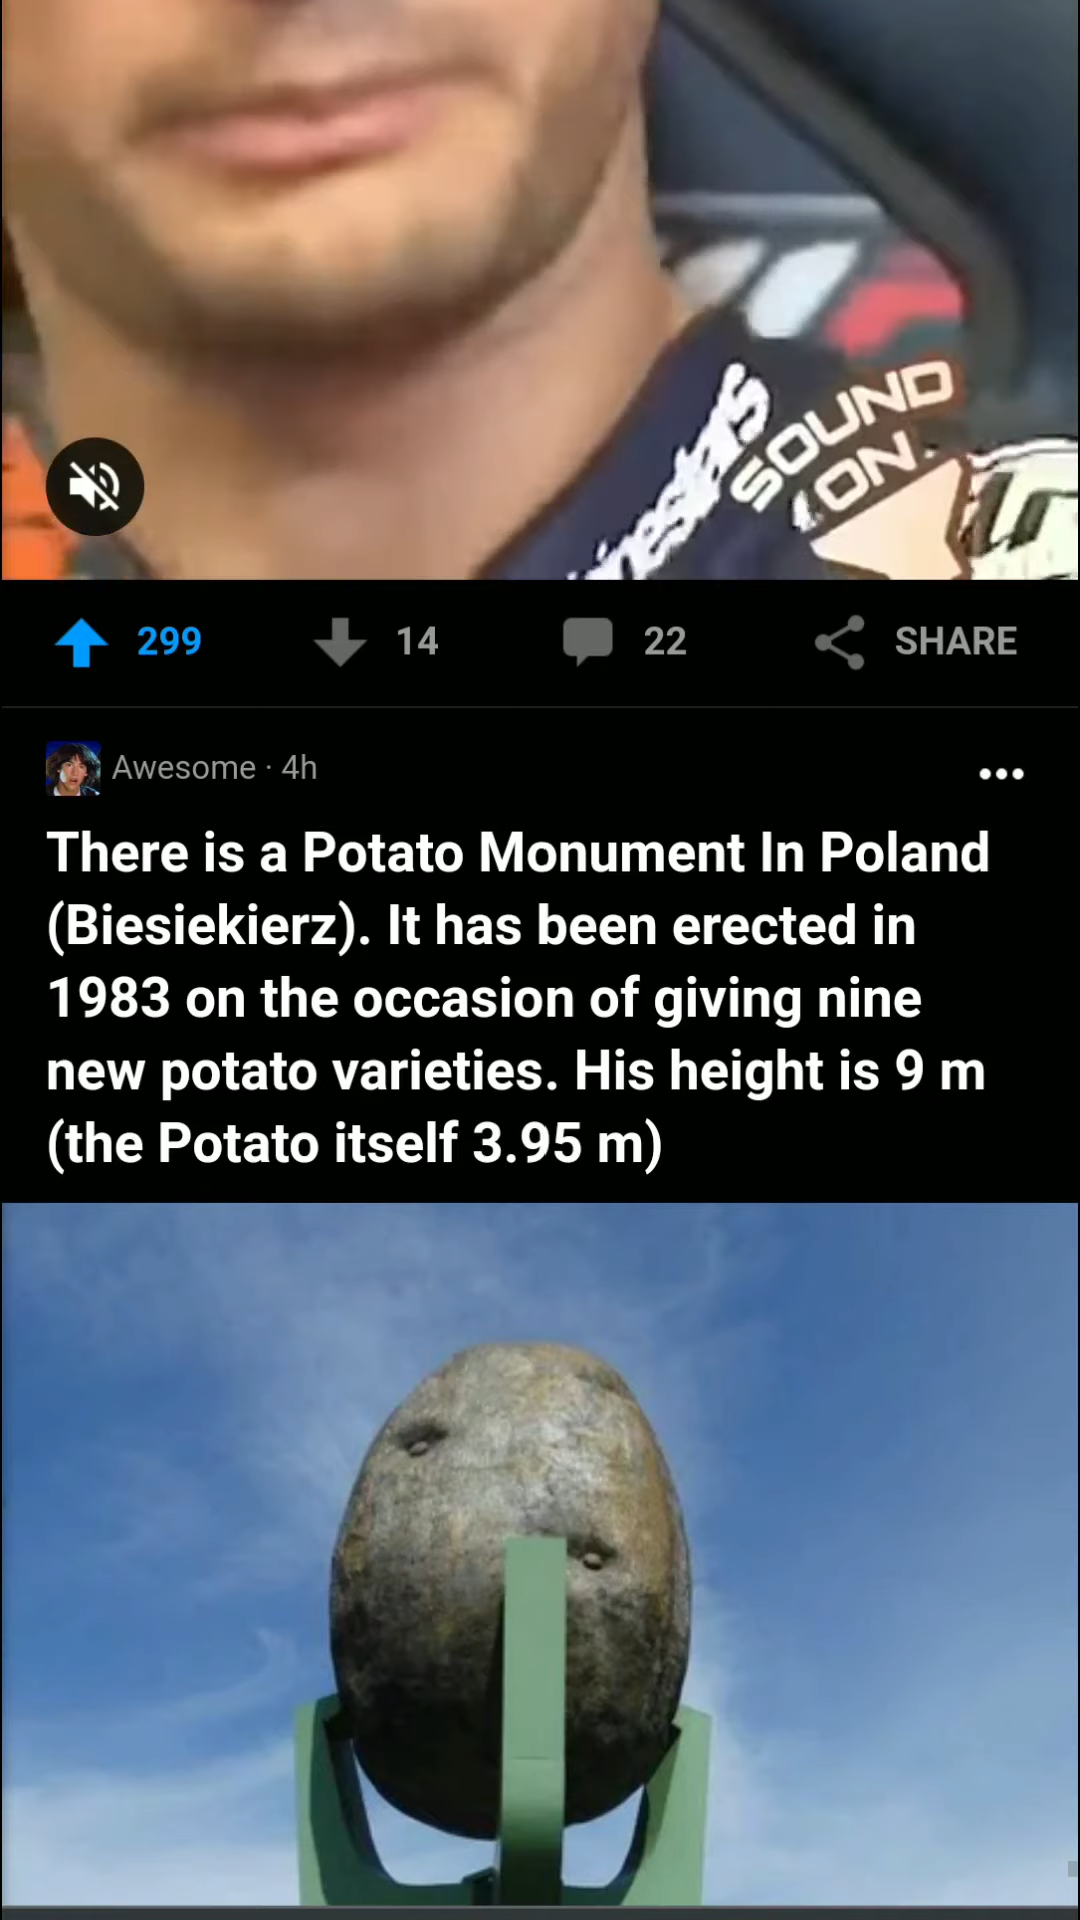 SOUND
ON.
299
14
22
SHARE
Awesome · 4h
There is a Potato Monument In Poland
(Biesiekierz). It has been erected in
1983 on the occasion of giving nine
new potato varieties. His height is 9 m
(the Potato itself 3.95 m)